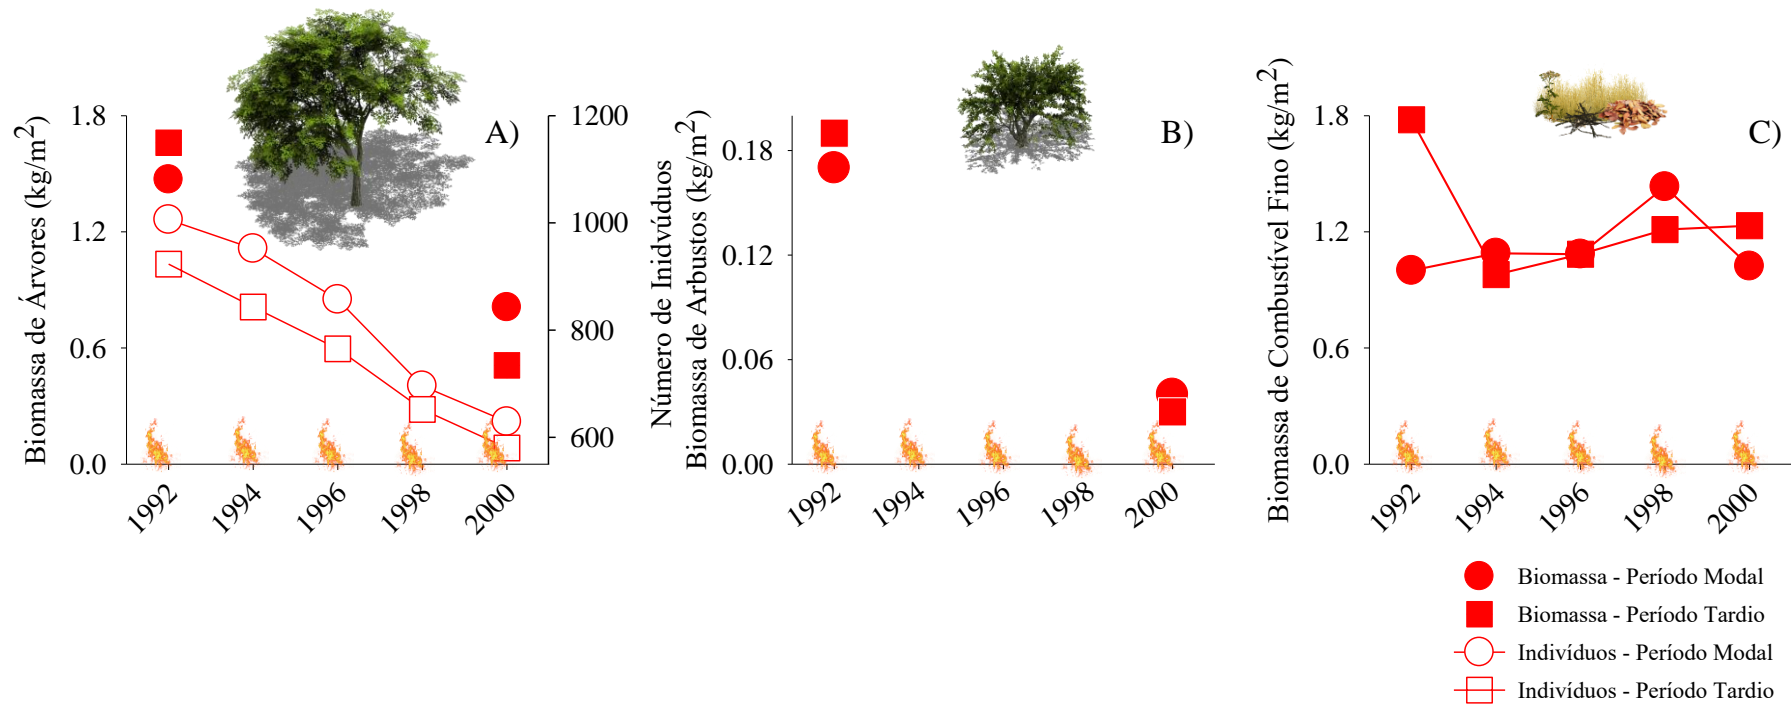 Biomassa de Árvores (kg/m2)
1.8
1.2
0.6
0.0
A)
1200
1000
800
600
Número de Inidvúduos
1992
1994
1996
1998
2000
Biomassa de Arbustos (kg/m2)
0.18
0.12
0.06
0.00
B)
1992
1994
1996
1998
2000
Biomassa de Combustível Fino (kg/m2)
1.8
1.2
0.6
0.0
C)
1992
1994
1996
1998
2000
Biomassa - Período Modal
Biomassa - Período Tardio
Indivíduos - Período Modal
Indivíduos - Período Tardio